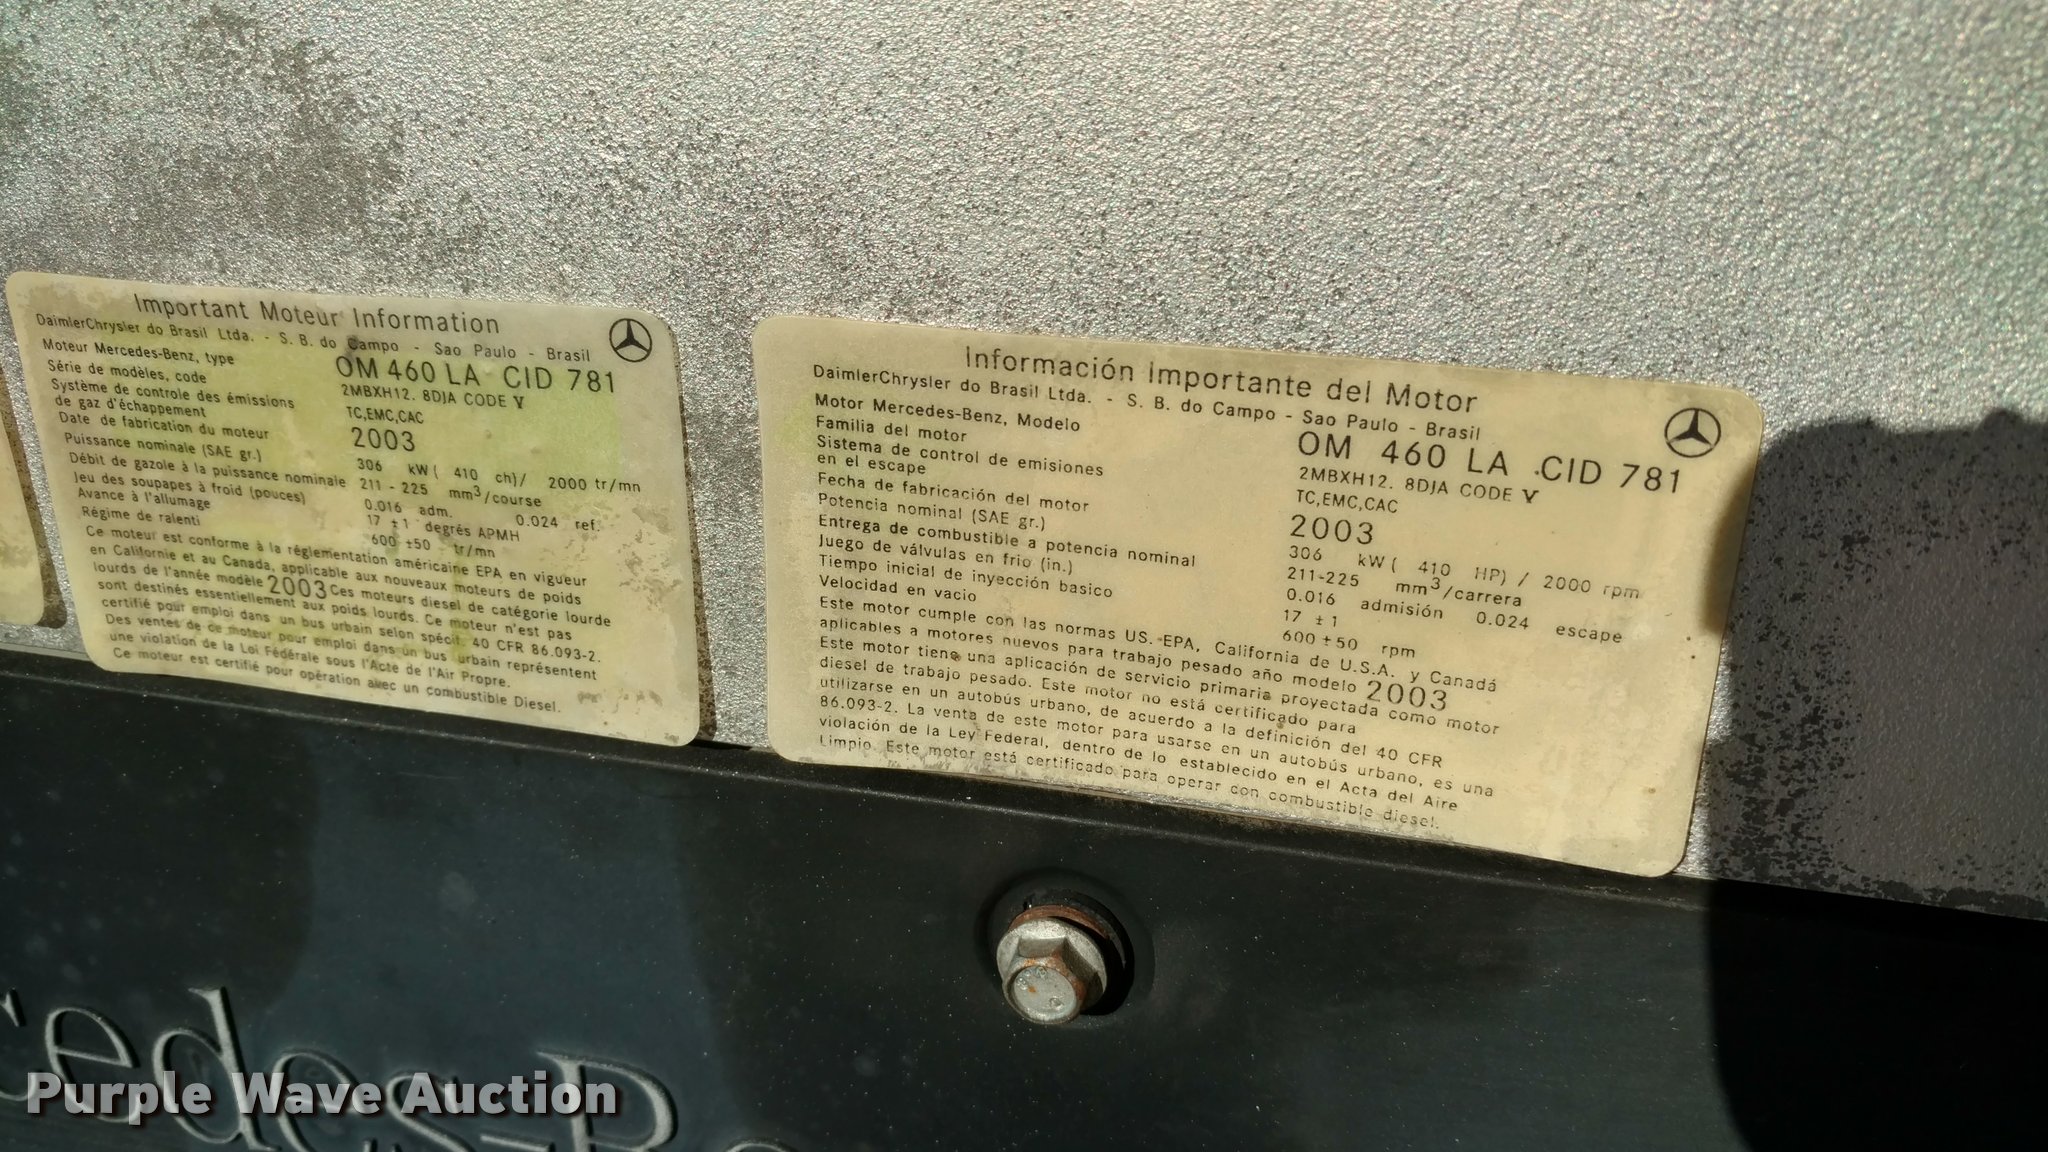 Important Moteur Information
DaimlerChrysler do Brasil Ltda. - S. B. do Campo - Sao Paulo - Brasil
Moteur Mercedes-Benz, type OM 460 LA CID 781
Série de modèles, code 2MBXH12. 8DJA CODE Y
Système de contrôle des émissions
de gaz d'échappement TC,EMC,CAC
Date de fabrication du moteur 2003
Puissance nominale (SAE gr.) 306 kW ( 410 ch)/ 2000 tr/mn
Débit de gazole à la puissance nominale 211 - 225 mm³/course
Jeu des soupapes à froid (pouces) 0.016 adm. 0.024 ref.
Avance à l'allumage 17 ±1 degrés APMH
Régime de ralenti 600 ±50 tr/mn
Ce moteur est conforme à la réglementation américaine EPA en vigueur
en Californie et au Canada, applicable aux nouveaux moteurs de poids
lourds de l'année modèle 2003 Ces moteurs diesel de catégorie lourde
sont destinés essentiellement aux poids lourds. Ce moteur n'est pas
certifié pour emploi dans un bus urbain selon spécit. 40 CFR 86.093-2.
Des ventes de ce moteur pour emploi dans un bus urbain représentent
une violation de la Loi Fédérale sous l'Acte de l'Air Propre.
Ce moteur est certifié pour opération avec un combustible Diesel.
Información Importante del Motor
DaimlerChrysler do Brasil Ltda. - S. B. do Campo - Sao Paulo - Brasil
Motor Mercedes-Benz, Modelo OM 460 LA .CID 781
Familia del motor 2MBXH12. 8DJA CODE Y
Sistema de control de emisiones
en el escape TC,EMC,CAC
Fecha de fabricación del motor 2003
Potencia nominal (SAE gr.) 306 kW ( 410 HP) / 2000 rpm
Entrega de combustible a potencia nominal 211-225 mm³/carrera
Juego de válvulas en frio (in.) 0.016 admisión 0.024 escape
Tiempo inicial de inyección basico 17 ± 1
Velocidad en vacio 600 ±50 rpm
Este motor cumple con las normas US. EPA, California de U.S.A. y Canadá
aplicables a motores nuevos para trabajo pesado año modelo 2003
Este motor tiene una aplicación de servicio primaria proyectada como motor
diesel de trabajo pesado. Este motor no está certificado para
utilizarse en un autobús urbano, de acuerdo a la definición del 40 CFR
86.093-2. La venta de este motor para usarse en un autobús urbano, es una
violación de la Ley Federal, dentro de lo establecido en el Acta del Aire
Limpio. Este motor está certificado para operar con combustible diesel.
cedes-Be
Purple Wave Auction